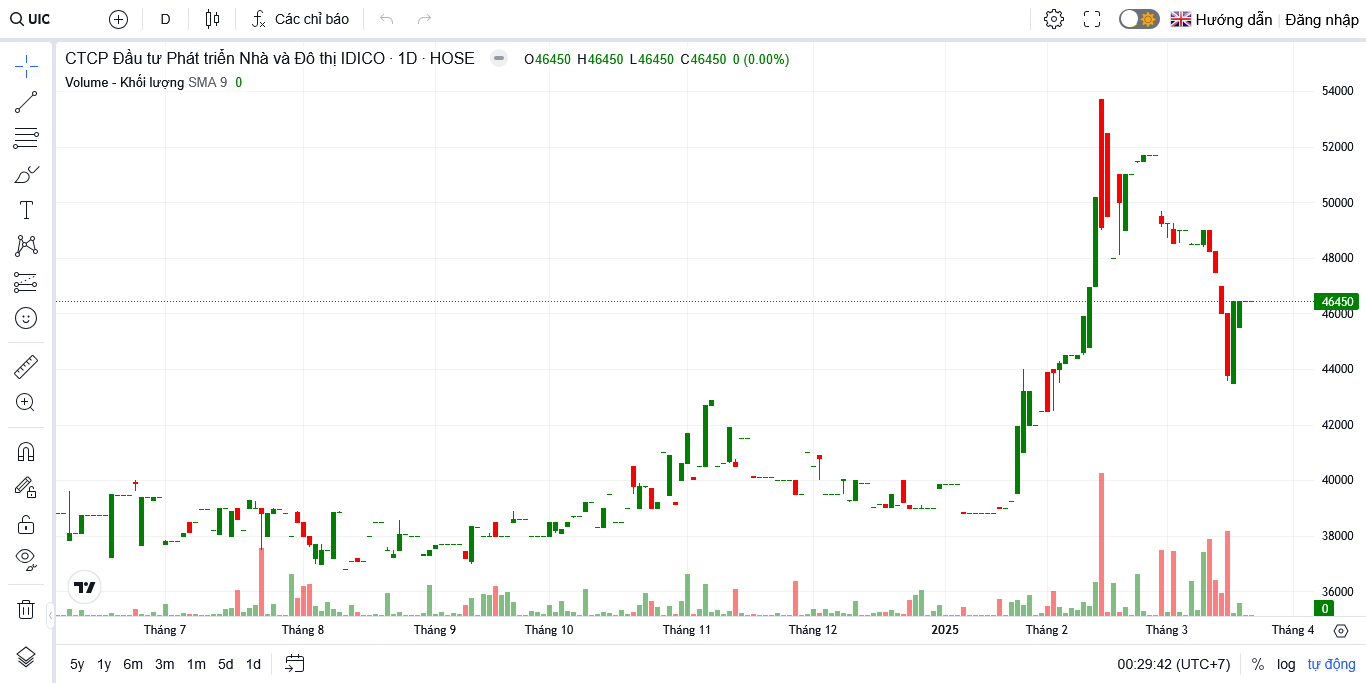 UIC D Các chỉ báo Hướng dẫn Đăng nhập
CTCP Đầu tư Phát triển Nhà và Đô thị IDICO · 1D · HOSE O46450 H46450 L46450 C46450 0 (0.00%)
Volume - Khối lượng SMA 9 0
54000
52000
50000
48000
46450
46000
44000
42000
40000
38000
36000
0
Tháng 7 Tháng 8 Tháng 9 Tháng 10 Tháng 11 Tháng 12 2025 Tháng 2 Tháng 3 Tháng 4
5y 1y 6m 3m 1m 5d 1d 00:29:42 (UTC+7) % log tự động